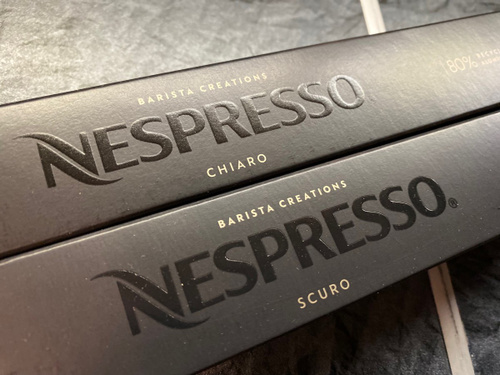 BARISTA CREATIONS
NESPRESSO
CHIARO
80%
BARISTA CREATIONS
NESPRESSO®
SCURO